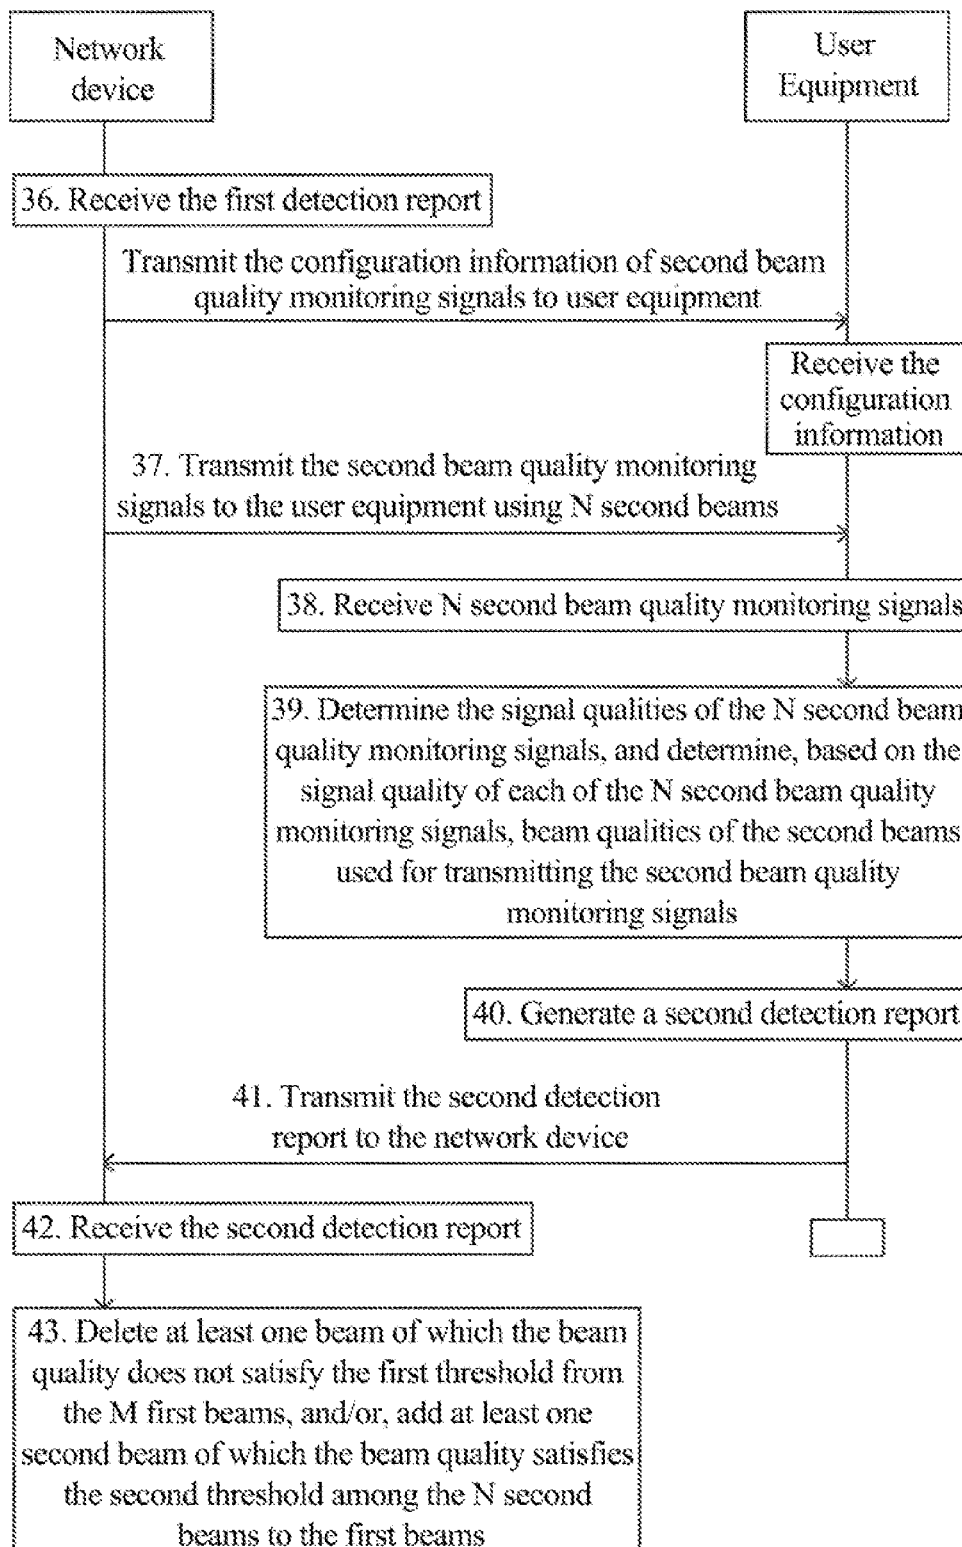 Network
device
User
Equipment
36. Receive the first detection report
Transmit the configuration information of second beam
quality monitoring signals to user equipment
Receive the
configuration
information
37. Transmit the second beam quality monitoring
signals to the user equipment using N second beams
38. Receive N second beam quality monitoring signals
39. Determine the signal qualities of the N second beam
quality monitoring signals, and determine, based on the
signal quality of each of the N second beam quality
monitoring signals, beam qualities of the second beams
used for transmitting the second beam quality
monitoring signals
40. Generate a second detection report
41. Transmit the second detection
report to the network device
42. Receive the second detection report
43. Delete at least one beam of which the beam
quality does not satisfy the first threshold from
the M first beams, and/or, add at least one
second beam of which the beam quality satisfies
the second threshold among the N second
beams to the first beams